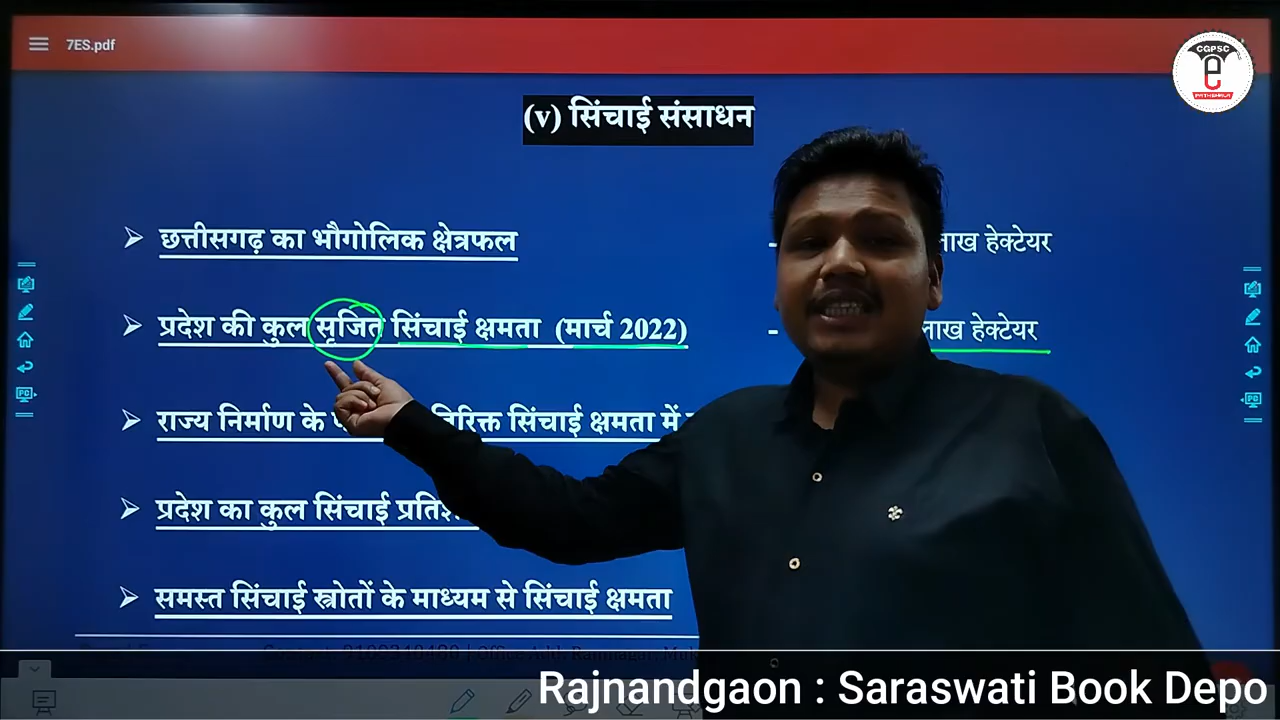 7ES.pdf
CGPSC
(v) सिंचाई संसाधन
➢ छत्तीसगढ़ का भौगोलिक क्षेत्रफल - लाख हेक्टेयर
➢ प्रदेश की कुल सृजित सिंचाई क्षमता (मार्च 2022) - लाख हेक्टेयर
➢ राज्य निर्माण के सिंचाई क्षमता में
➢ प्रदेश का कुल सिंचाई
➢ समस्त सिंचाई स्त्रोतों के माध्यम से सिंचाई क्षमता
Rajnandgaon : Saraswati Book Depo